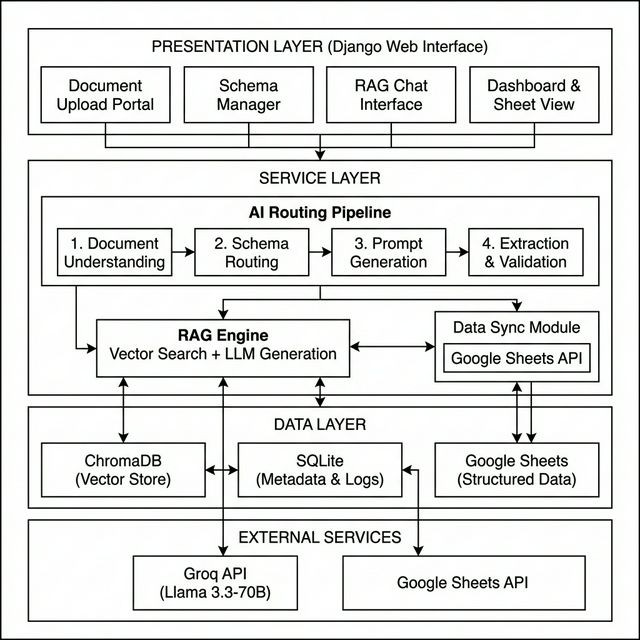 PRESENTATION LAYER (Django Web Interface)
Document
Upload Portal
Schema
Manager
RAG Chat
Interface
Dashboard &
Sheet View
SERVICE LAYER
AI Routing Pipeline
1. Document
Understanding
2. Schema
Routing
3. Prompt
Generation
4. Extraction
& Validation
RAG Engine
Vector Search + LLM Generation
Data Sync Module
Google Sheets API
DATA LAYER
ChromaDB
(Vector Store)
SQLite
(Metadata & Logs)
Google Sheets
(Structured Data)
EXTERNAL SERVICES
Groq API
(Llama 3.3-70B)
Google Sheets API